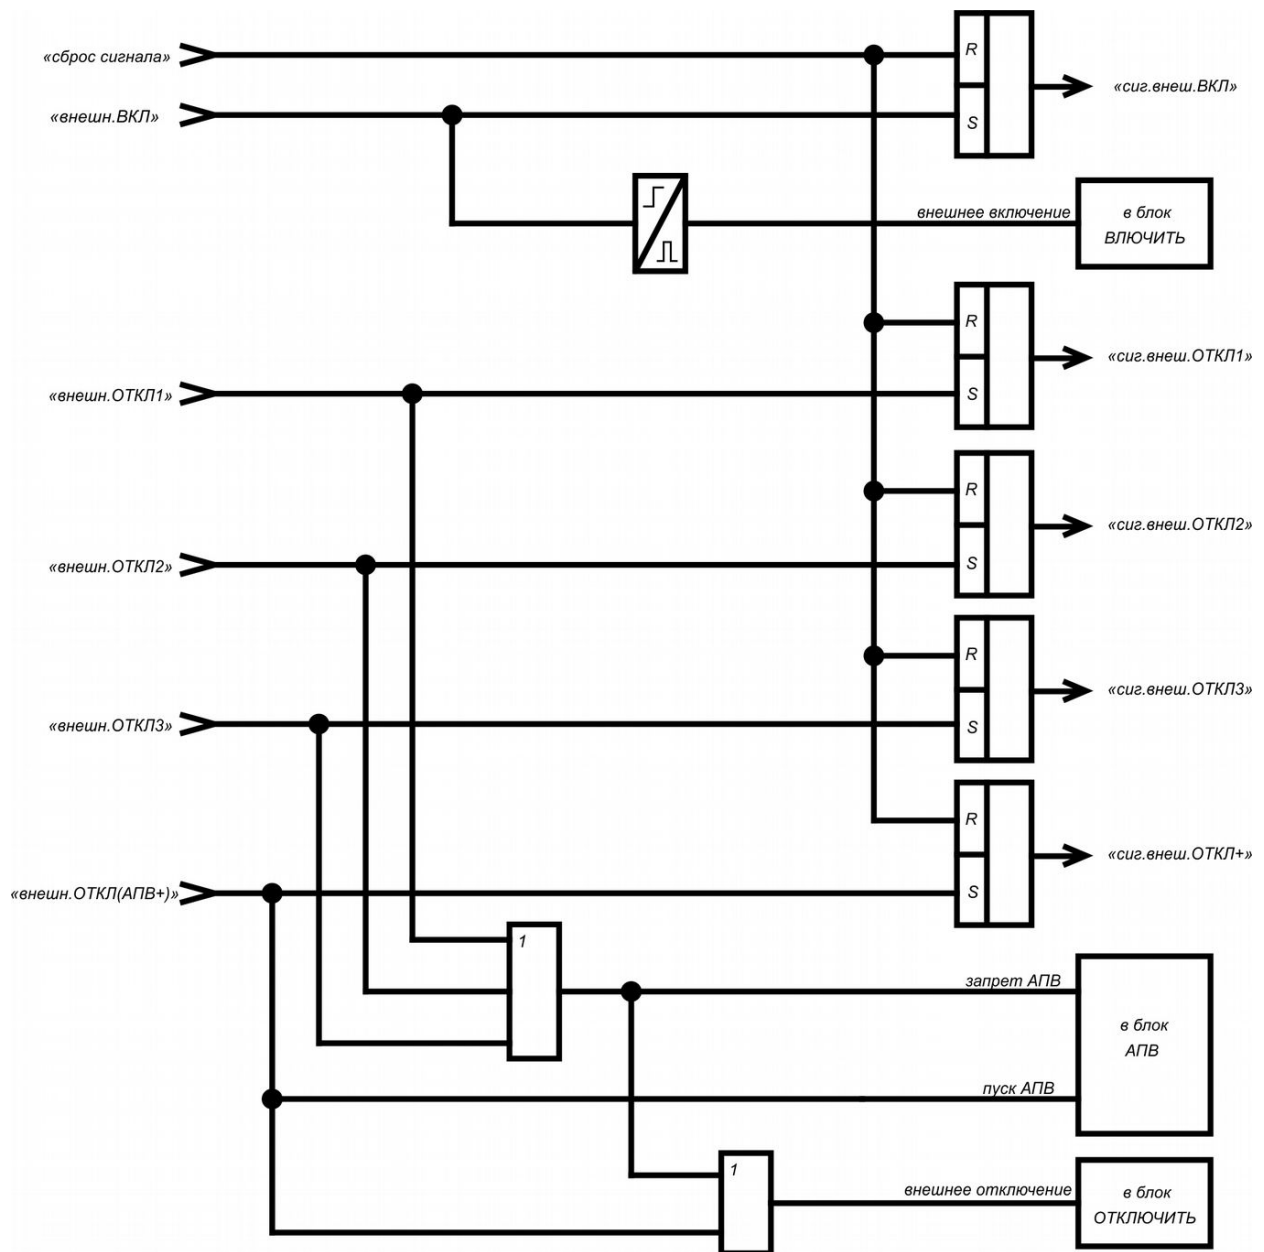 «сброс сигнала»
R
«сиг.внеш.ВКЛ»
«внешн.ВКЛ»
S
внешнее включение
в блок
ВЛЮЧИТЬ
R
«сиг.внеш.ОТКЛ1»
«внешн.ОТКЛ1»
S
R
«сиг.внеш.ОТКЛ2»
«внешн.ОТКЛ2»
S
R
«сиг.внеш.ОТКЛ3»
«внешн.ОТКЛ3»
S
R
«сиг.внеш.ОТКЛ+»
«внешн.ОТКЛ(АПВ+)»
S
1
запрет АПВ
в блок
АПВ
пуск АПВ
1
внешнее отключение
в блок
ОТКЛЮЧИТЬ